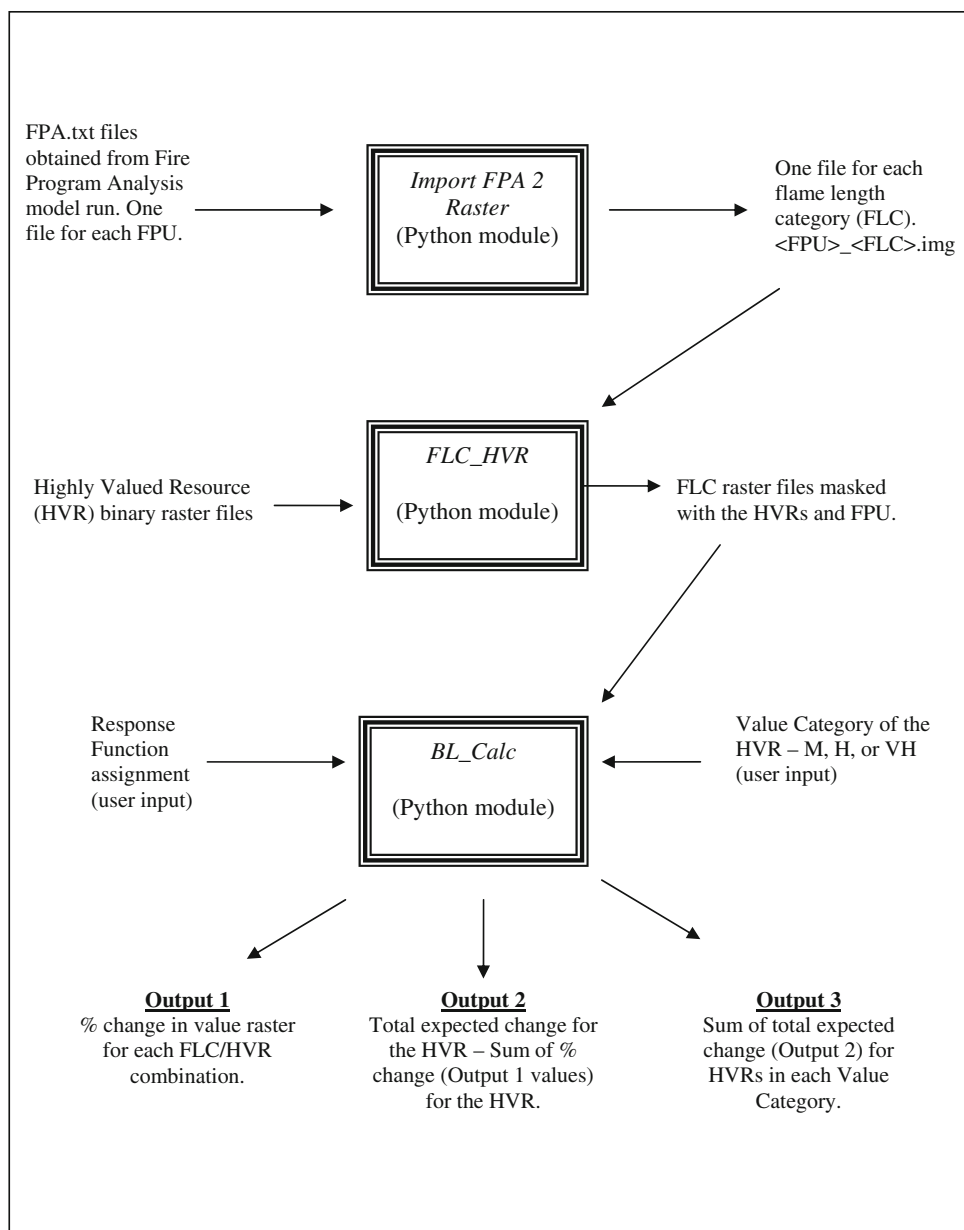 FPA.txt files
obtained from Fire
Program Analysis
model run. One
file for each FPU.
Import FPA 2
Raster
(Python module)
One file for each
flame length
category (FLC).
<FPU>_<FLC>.img
Highly Valued Resource
(HVR) binary raster files
FLC_HVR
(Python module)
FLC raster files masked
with the HVRs and FPU.
Response
Function
assignment
(user input)
BL_Calc
(Python module)
Value Category of the
HVR – M, H, or VH
(user input)
Output 1
% change in value raster
for each FLC/HVR
combination.
Output 2
Total expected change for
the HVR – Sum of %
change (Output 1 values)
for the HVR.
Output 3
Sum of total expected
change (Output 2) for
HVRs in each Value
Category.